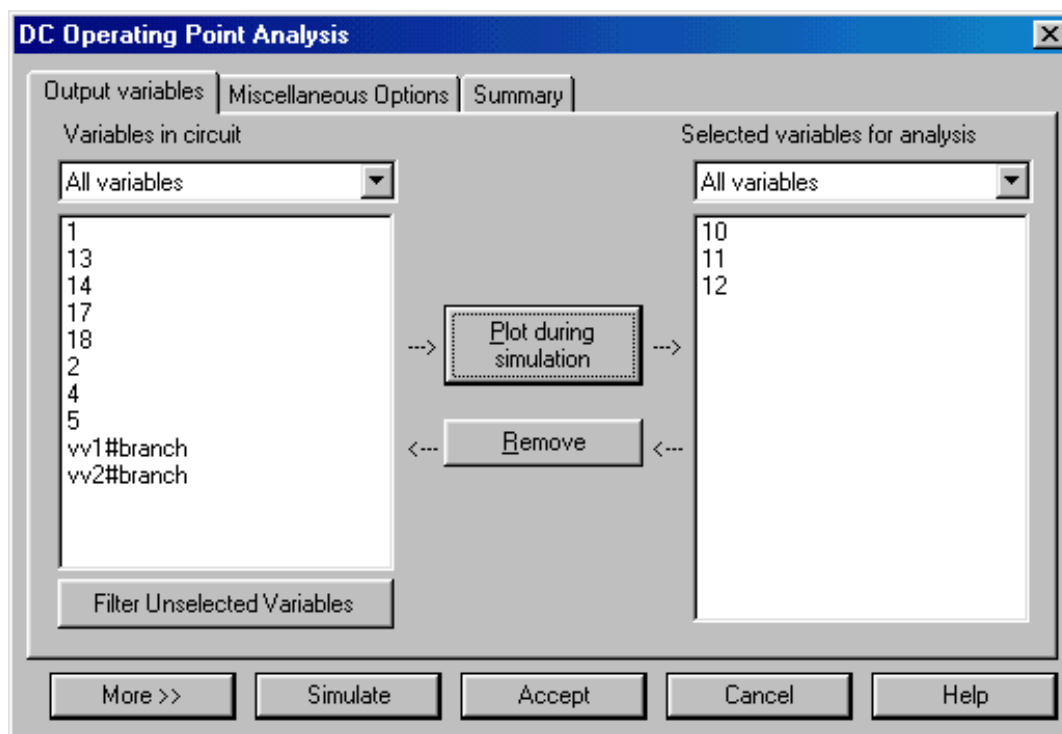 DC Operating Point Analysis
Output variables
Miscellaneous Options
Summary
Variables in circuit
All variables
1
13
14
17
18
2
4
5
vv1#branch
vv2#branch
Filter Unselected Variables
--->
Plot during
simulation
--->
<---
Remove
<---
Selected variables for analysis
All variables
10
11
12
More >>
Simulate
Accept
Cancel
Help